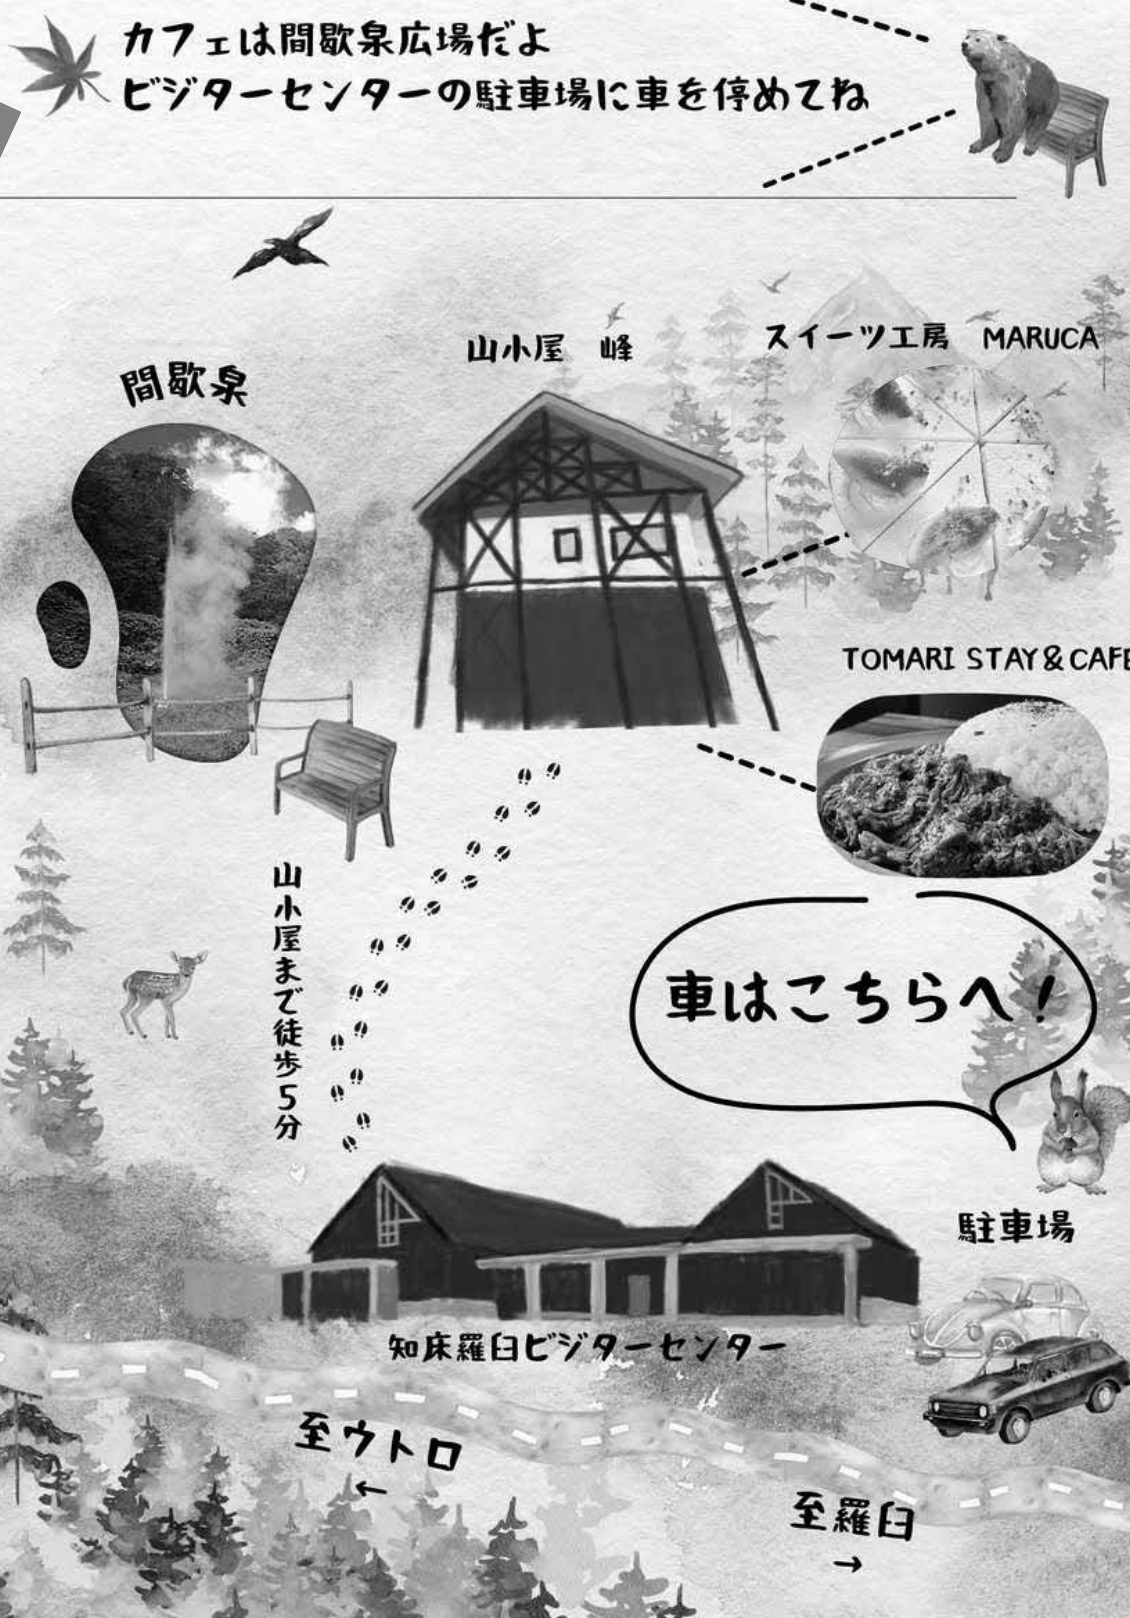 カフェは間歇泉広場だよ
ビジターセンターの駐車場に車を停めてね
山小屋　峰
スイーツ工房　MARUCA
間歇泉
TOMARI STAY&CAFE
山小屋まで徒歩5分
車はこちらへ！
駐車場
知床羅臼ビジターセンター
至ウトロ
←
至羅臼
→